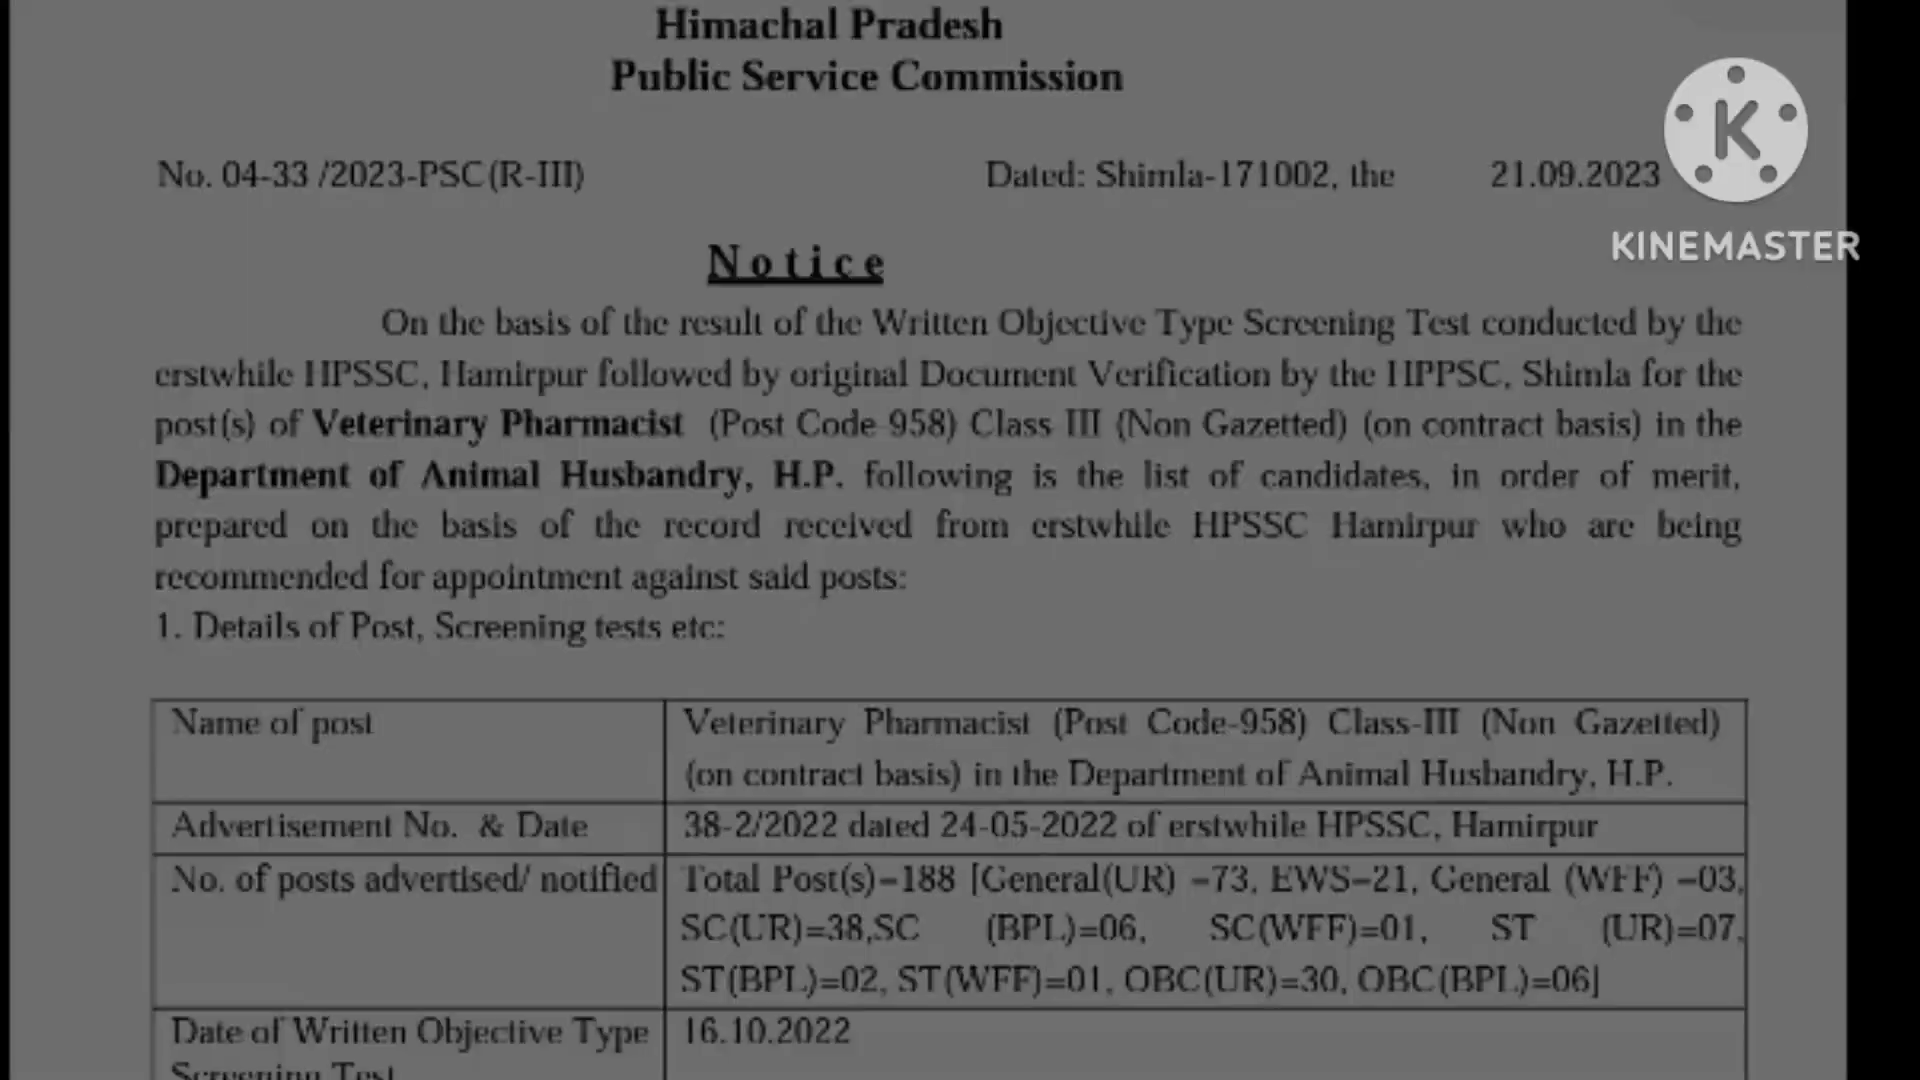 Himachal Pradesh
Public Service Commission
No. 04-33 /2023-PSC(R-III) Dated: Shimla-171002, the 21.09.2023
K
KINEMASTER
Notice
On the basis of the result of the Written Objective Type Screening Test conducted by the
erstwhile HPSSC, Hamirpur followed by original Document Verification by the HPPSC, Shimla for the
post(s) of Veterinary Pharmacist (Post Code 958) Class III (Non Gazetted) (on contract basis) in the
Department of Animal Husbandry, H.P. following is the list of candidates, in order of merit,
prepared on the basis of the record received from erstwhile HPSSC Hamirpur who are being
recommended for appointment against said posts:
1. Details of Post, Screening tests etc:
Name of post Veterinary Pharmacist (Post Code-958) Class-III (Non Gazetted)
(on contract basis) in the Department of Animal Husbandry, H.P.
Advertisement No. & Date 38-2/2022 dated 24-05-2022 of erstwhile HPSSC, Hamirpur
No. of posts advertised/ notified Total Post(s)=188 [General(UR) =73, EWS=21, General (WFF) =03,
SC(UR)=38,SC (BPL)=06, SC(WFF)=01, ST (UR)=07,
ST(BPL)=02, ST(WFF)=01, OBC(UR)=30, OBC(BPL)=06]
Date of Written Objective Type 16.10.2022
Screening Test